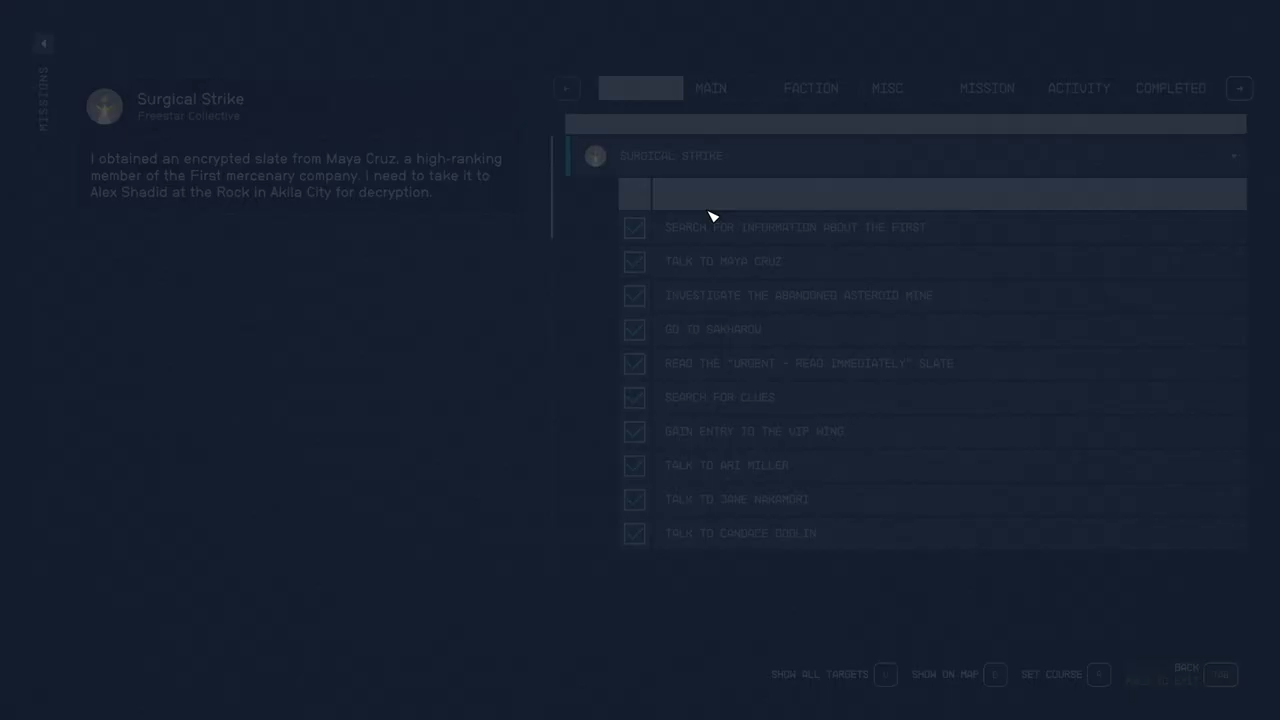 MISSIONS
Surgical Strike
Freestar Collective
I obtained an encrypted slate from Maya Cruz, a high-ranking
member of the First mercenary company. I need to take it to
Alex Shadid at the Rock in Akila City for decryption.
MAIN FACTION MISC MISSION ACTIVITY COMPLETED
SURGICAL STRIKE
SEARCH FOR INFORMATION ABOUT THE FIRST
TALK TO MAYA CRUZ
INVESTIGATE THE ABANDONED ASTEROID MINE
GO TO SAKHAROV
READ THE "URGENT - READ IMMEDIATELY" SLATE
SEARCH FOR CLUES
GAIN ENTRY TO THE VIP WING
TALK TO ARI MILLER
TALK TO JANE NAKAMORI
TALK TO CANDACE DOOLIN
SHOW ALL TARGETS SHOW ON MAP SET COURSE R BACK TAB
HOLD TO EXIT